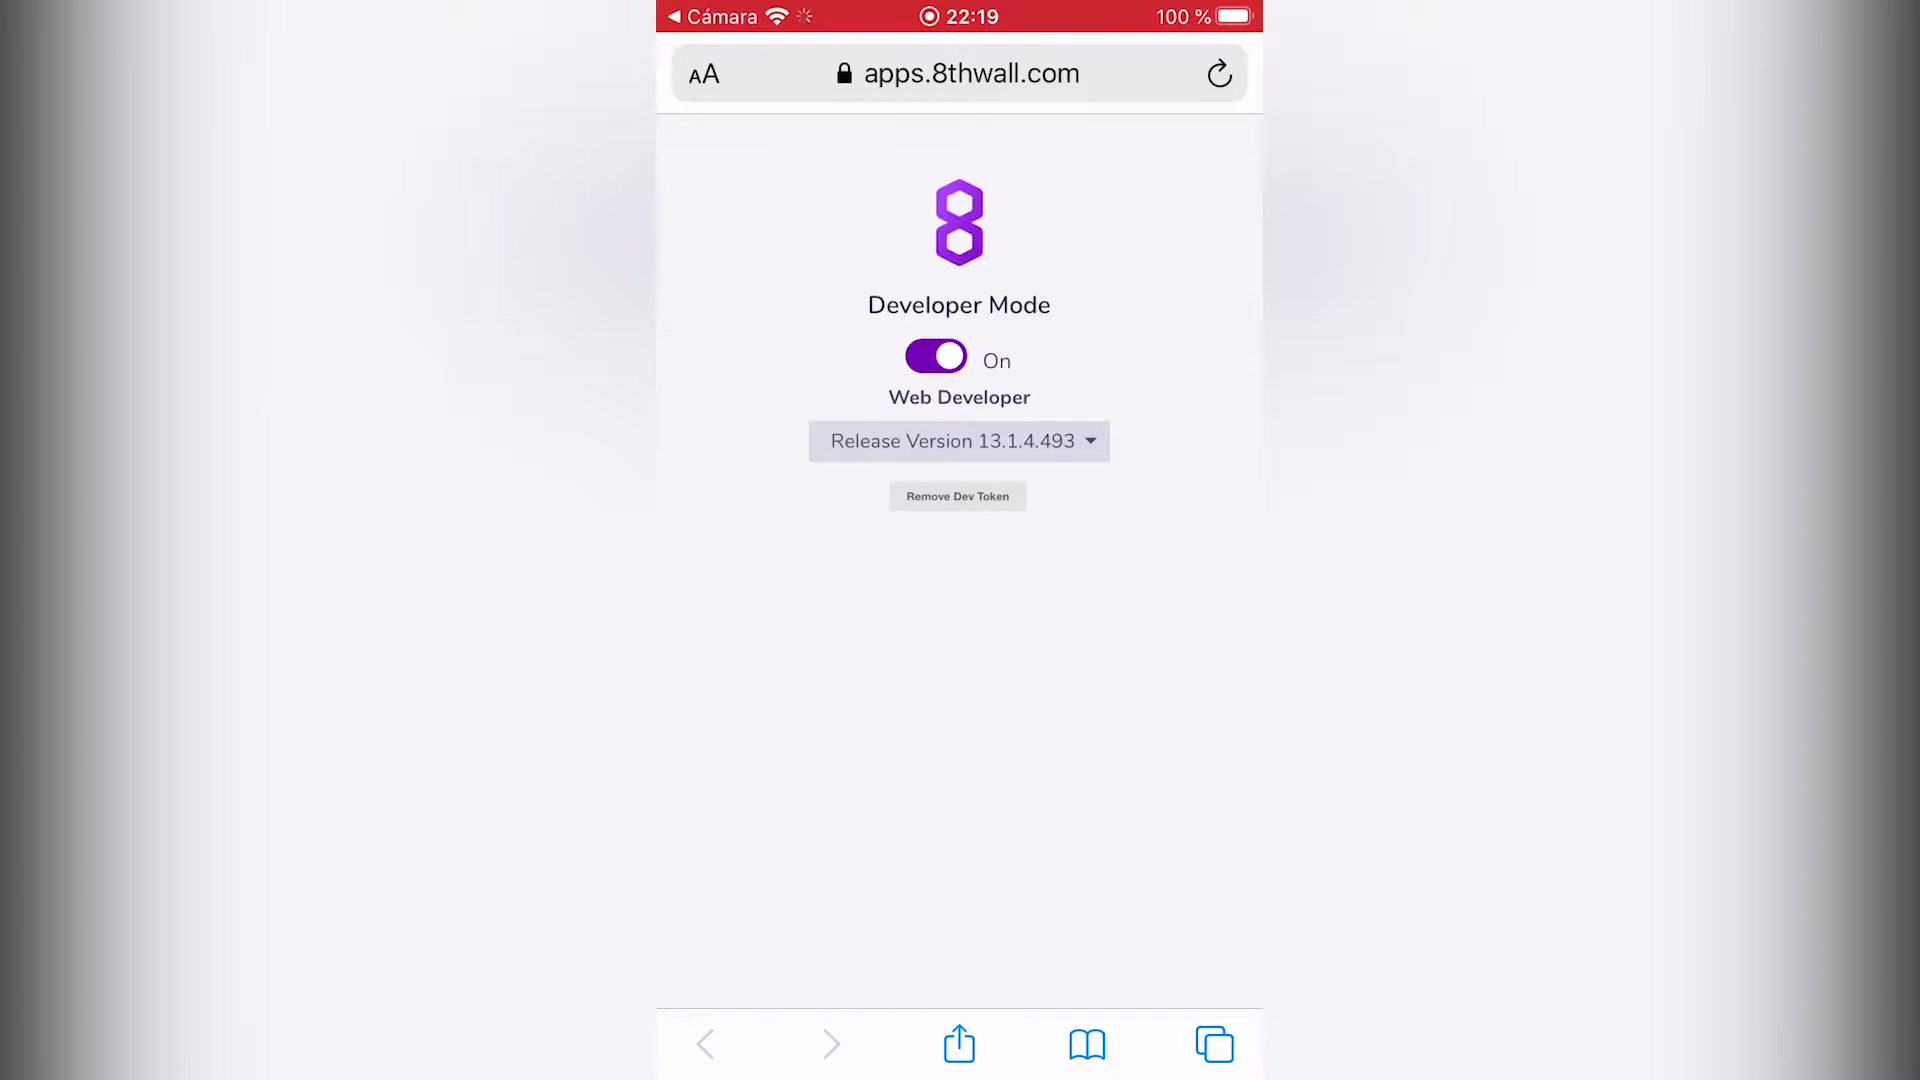 Cámara 22:19 100 %
AA apps.8thwall.com
Developer Mode
On
Web Developer
Release Version 13.1.4.493
Remove Dev Token